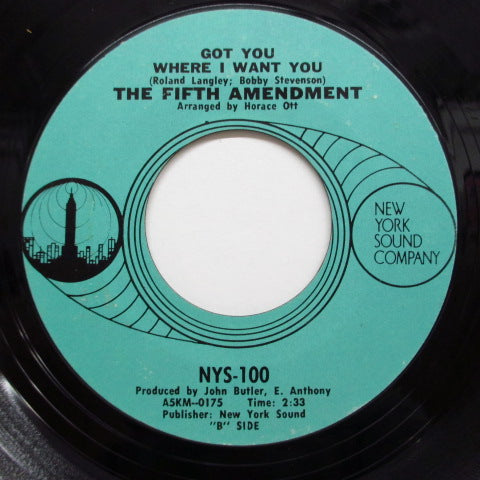 GOT YOU
WHERE I WANT YOU
(Roland Langley; Bobby Stevenson)
THE FIFTH AMENDMENT
Arranged by Horace Ott
NEW
YORK
SOUND
COMPANY
NYS-100
Produced by John Butler, E. Anthony
A5KM--0175 Time: 2:33
Publisher: New York Sound
"B" SIDE